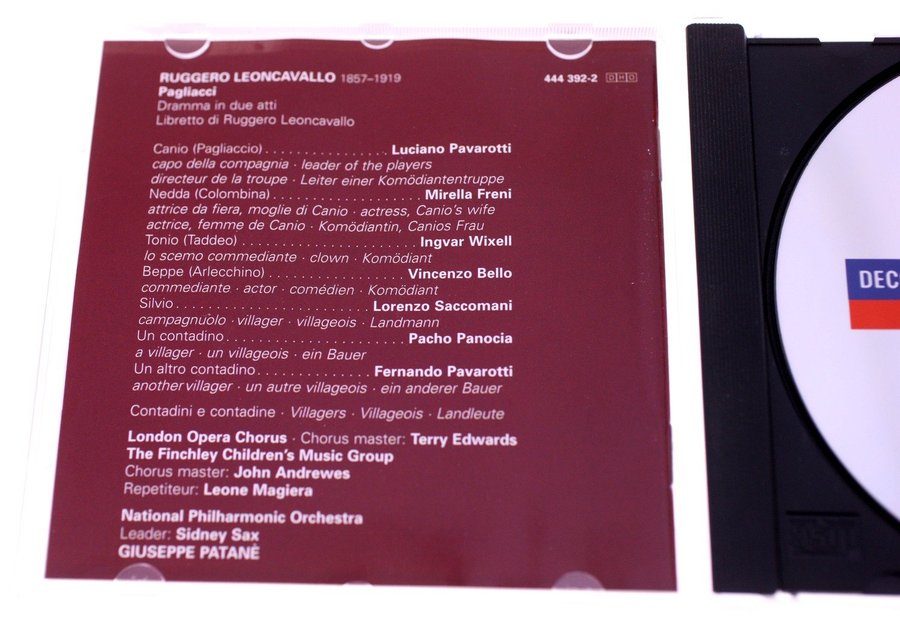 RUGGERO LEONCAVALLO 1857–1919 444 392-2 DHO
Pagliacci
Dramma in due atti
Libretto di Ruggero Leoncavallo
Canio (Pagliaccio) . . . . . . . . . . . . . . . . Luciano Pavarotti
capo della compagnia · leader of the players
directeur de la troupe · Leiter einer Komödiantentruppe
Nedda (Colombina) . . . . . . . . . . . . . . . . . . . Mirella Freni
attrice da fiera, moglie di Canio · actress, Canio's wife
actrice, femme de Canio · Komödiantin, Canios Frau
Tonio (Taddeo) . . . . . . . . . . . . . . . . . . . . . . Ingvar Wixell
lo scemo commediante · clown · Komödiant
Beppe (Arlecchino) . . . . . . . . . . . . . . . . . Vincenzo Bello
commediante · actor · comédien · Komödiant
Silvio . . . . . . . . . . . . . . . . . . . . . . . . Lorenzo Saccomani
campagnuolo · villager · villageois · Landmann
Un contadino . . . . . . . . . . . . . . . . . . . . . . Pacho Panocia
a villager · un villageois · ein Bauer
Un altro contadino . . . . . . . . . . . . . . Fernando Pavarotti
another villager · un autre villageois · ein anderer Bauer
Contadini e contadine · Villagers · Villageois · Landleute
London Opera Chorus · Chorus master: Terry Edwards
The Finchley Children's Music Group
Chorus master: John Andrewes
Repetiteur: Leone Magiera
National Philharmonic Orchestra
Leader: Sidney Sax
GIUSEPPE PATANÈ